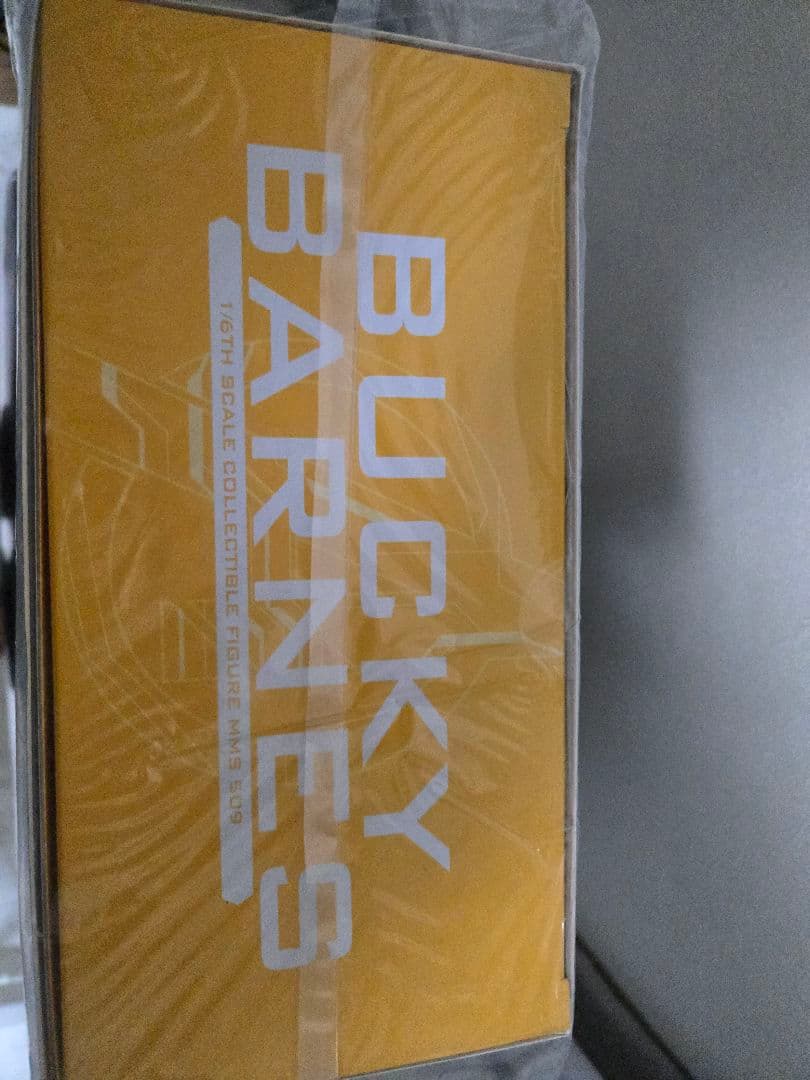 BUCKY
BARNES
1/6TH SCALE COLLECTIBLE FIGURE MMS 509